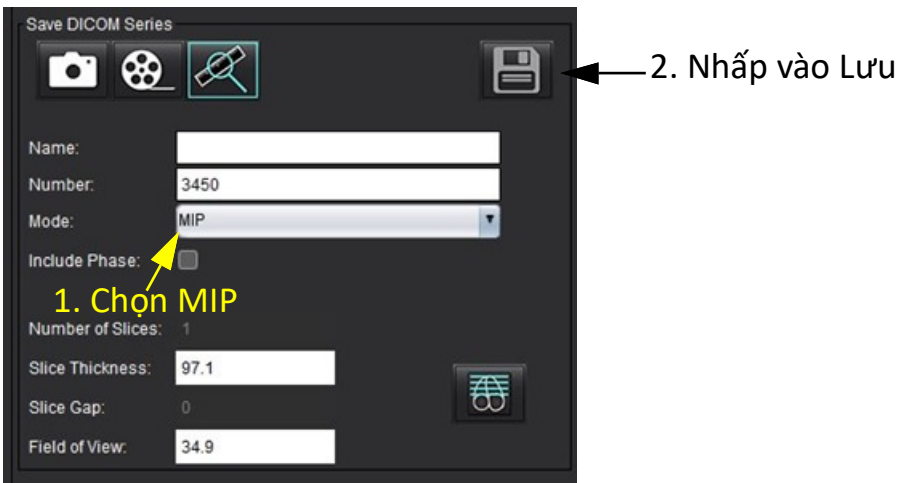 Save DICOM Series
2. Nhấp vào Lưu
Name:
Number: 3450
Mode: MIP
Include Phase:
1. Chọn MIP
Number of Slices: 1
Slice Thickness: 97.1
Slice Gap: 0
Field of View: 34.9